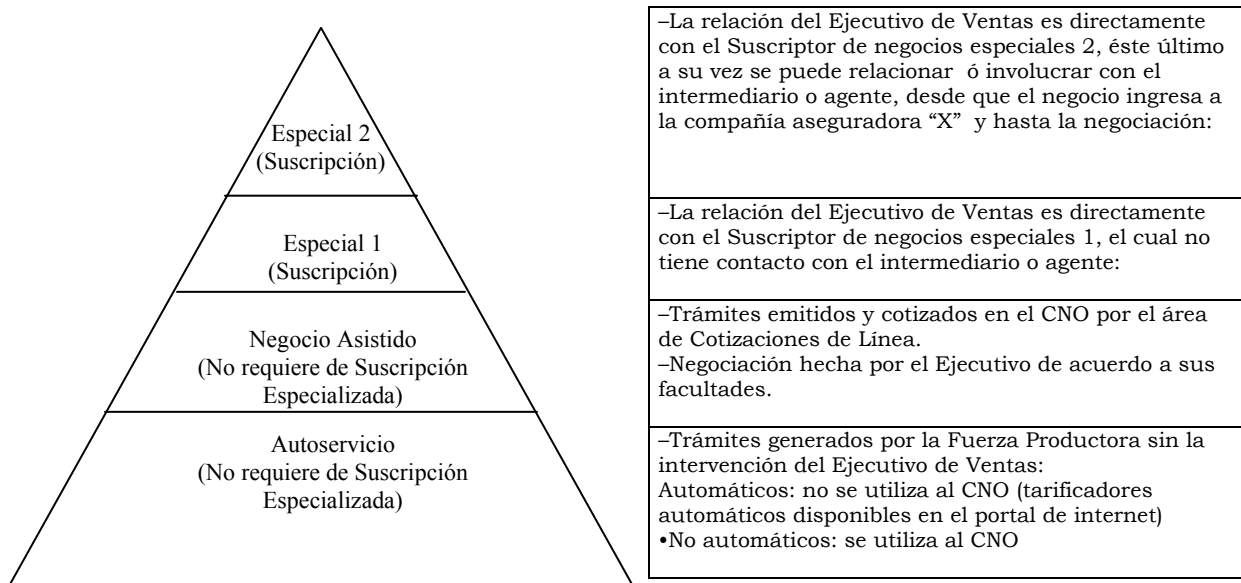 Especial 2
(Suscripción)
–La relación del Ejecutivo de Ventas es directamente
con el Suscriptor de negocios especiales 2, éste último
a su vez se puede relacionar ó involucrar con el
intermediario o agente, desde que el negocio ingresa a
la compañía aseguradora “X” y hasta la negociación:
Especial 1
(Suscripción)
–La relación del Ejecutivo de Ventas es directamente
con el Suscriptor de negocios especiales 1, el cual no
tiene contacto con el intermediario o agente:
Negocio Asistido
(No requiere de Suscripción
Especializada)
–Trámites emitidos y cotizados en el CNO por el área
de Cotizaciones de Línea.
–Negociación hecha por el Ejecutivo de acuerdo a sus
facultades.
Autoservicio
(No requiere de Suscripción
Especializada)
–Trámites generados por la Fuerza Productora sin la
intervención del Ejecutivo de Ventas:
Automáticos: no se utiliza al CNO (tarificadores
automáticos disponibles en el portal de internet)
•No automáticos: se utiliza al CNO